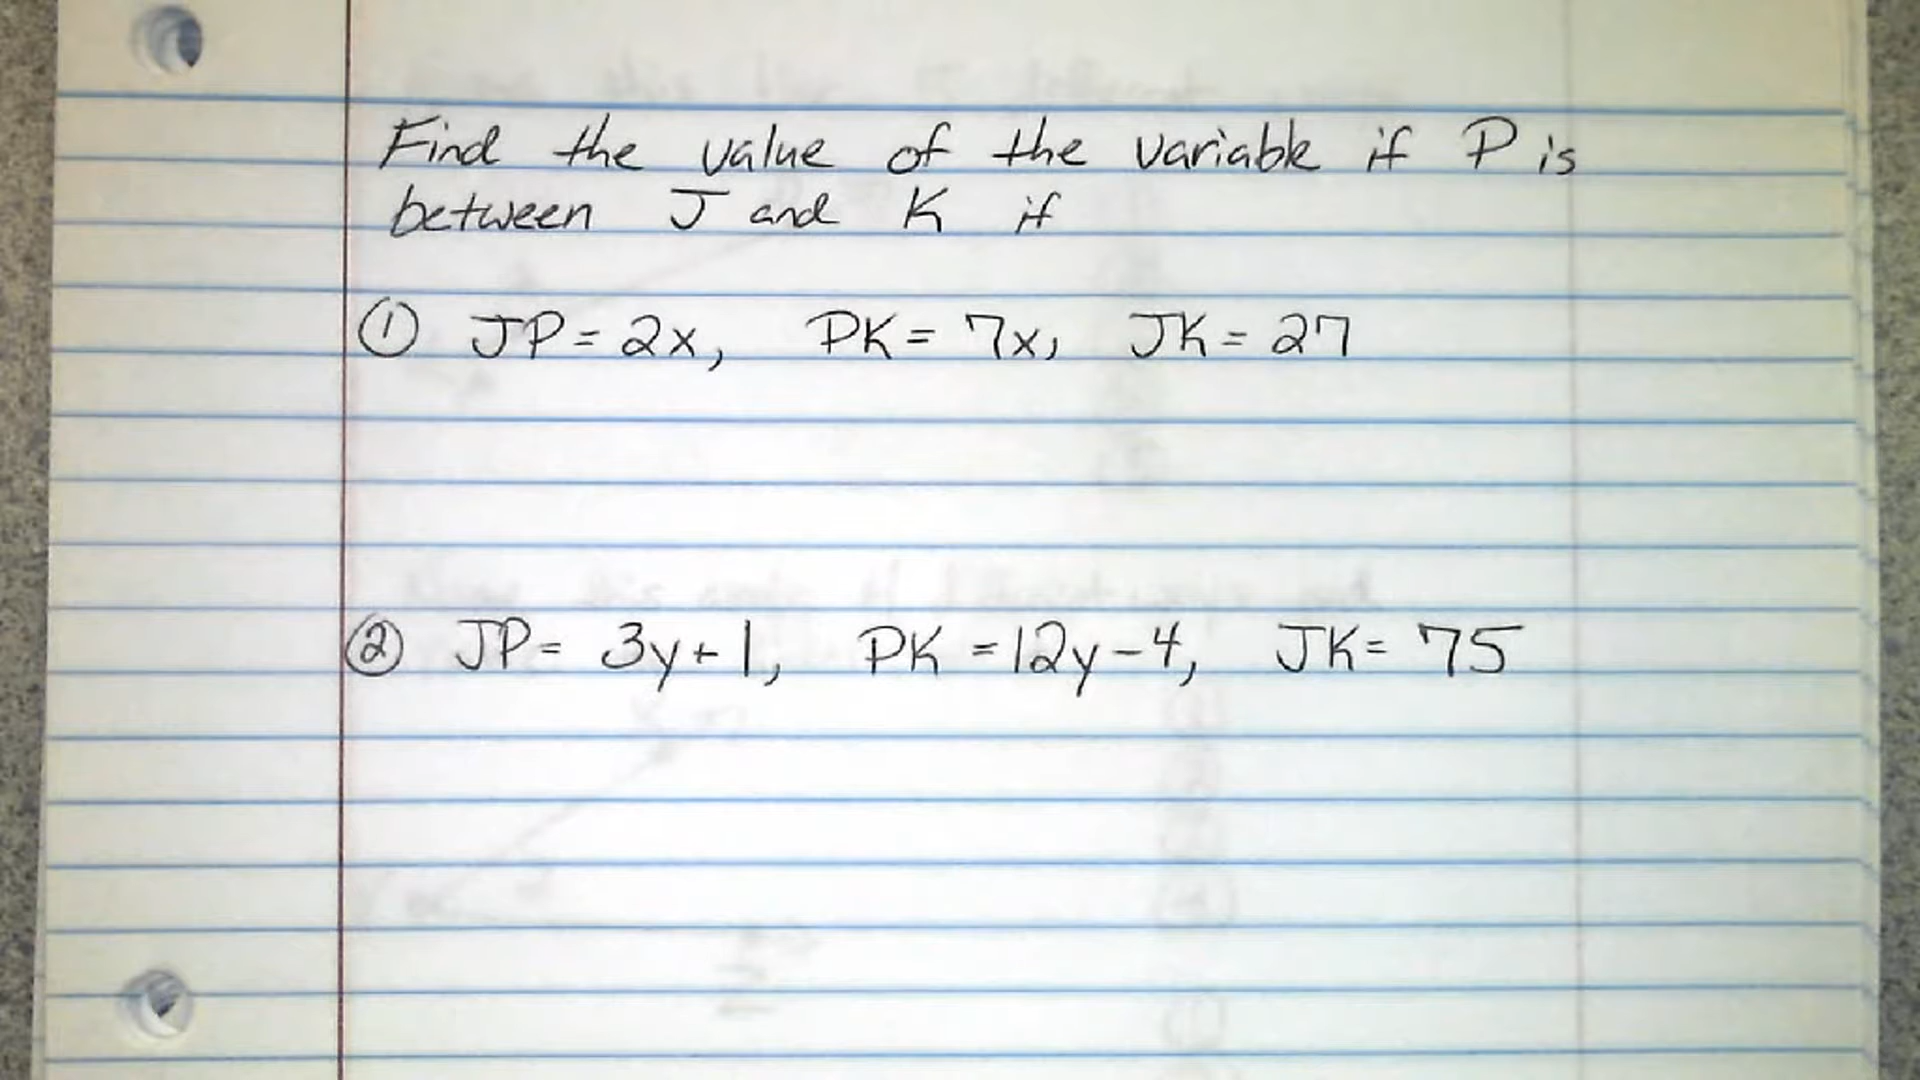 Find the value of the variable if P is
between J and K if
① JP = 2x, PK = 7x, JK = 27
② JP = 3y + 1, PK = 12y - 4, JK = 75